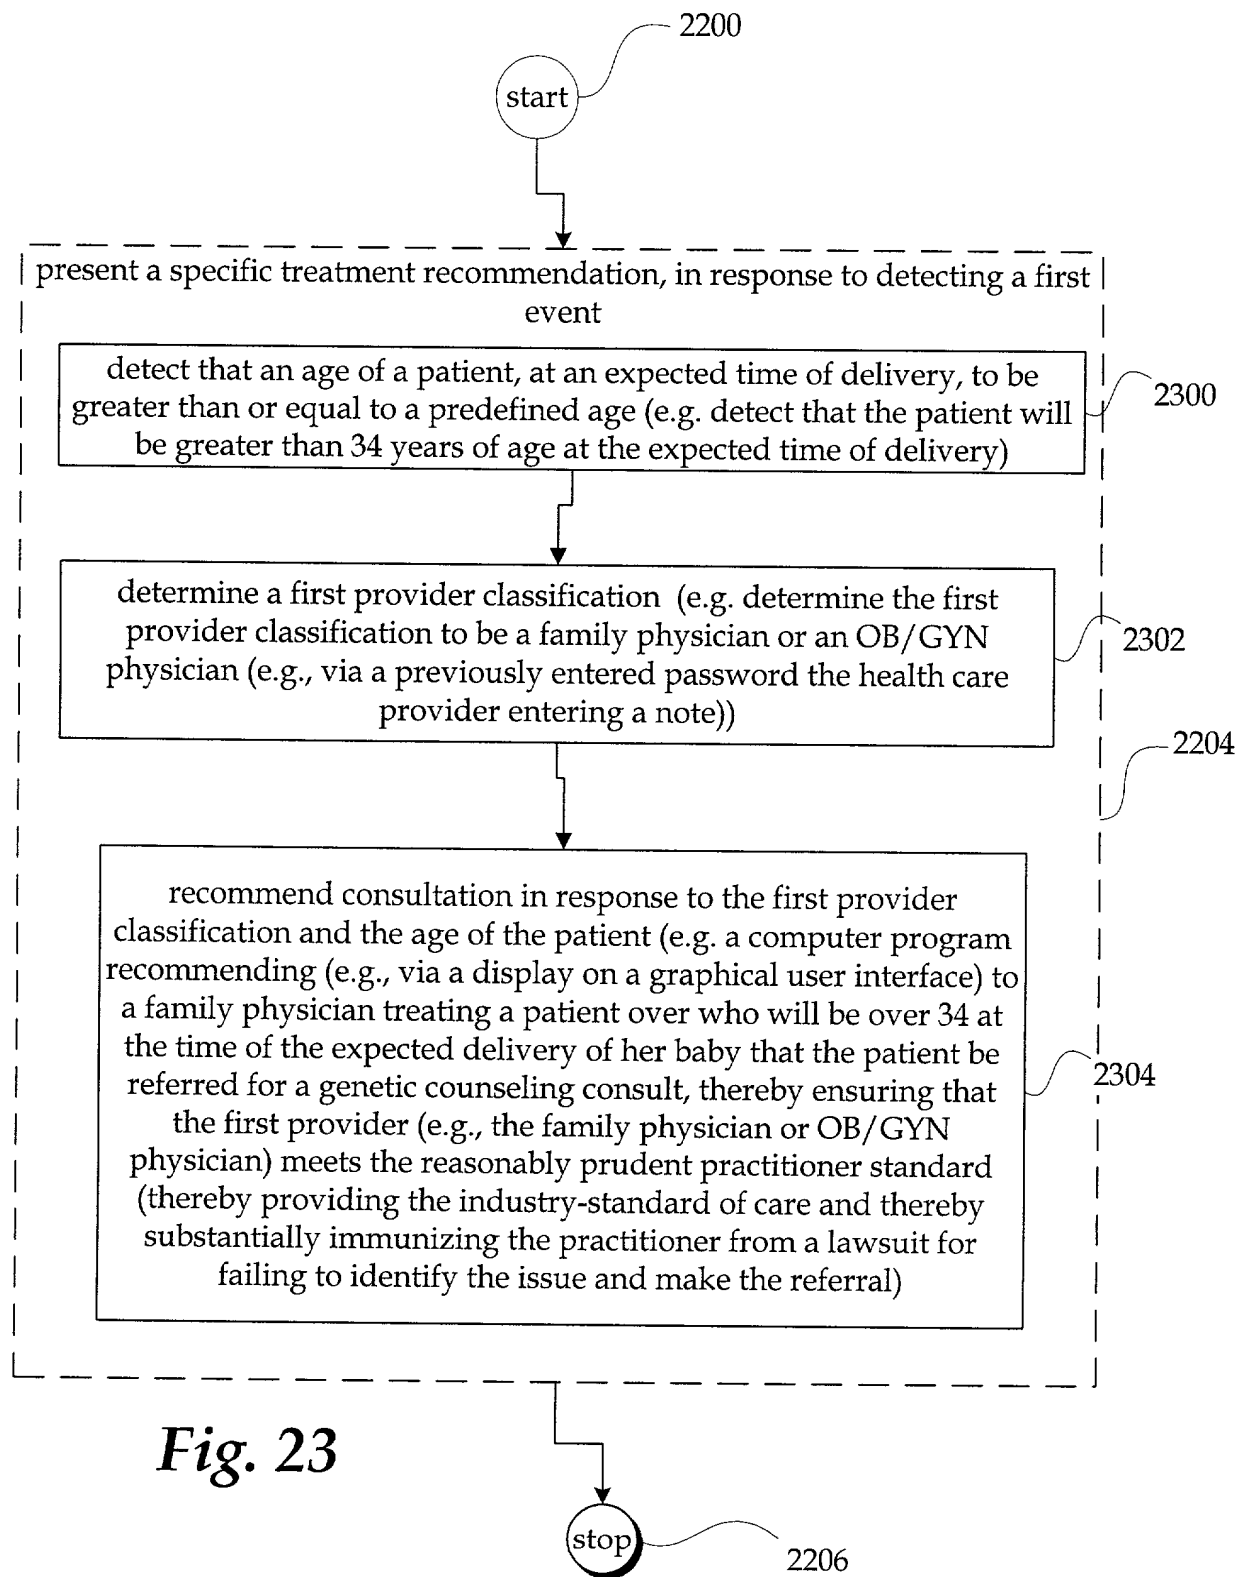 2200
start
present a specific treatment recommendation, in response to detecting a first
event
detect that an age of a patient, at an expected time of delivery, to be
greater than or equal to a predefined age (e.g. detect that the patient will
be greater than 34 years of age at the expected time of delivery)
2300
determine a first provider classification (e.g. determine the first
provider classification to be a family physician or an OB/GYN
physician (e.g., via a previously entered password the health care
provider entering a note))
2302
2204
recommend consultation in response to the first provider
classification and the age of the patient (e.g. a computer program
recommending (e.g., via a display on a graphical user interface) to
a family physician treating a patient over who will be over 34 at
the time of the expected delivery of her baby that the patient be
referred for a genetic counseling consult, thereby ensuring that
the first provider (e.g., the family physician or OB/GYN
physician) meets the reasonably prudent practitioner standard
(thereby providing the industry-standard of care and thereby
substantially immunizing the practitioner from a lawsuit for
failing to identify the issue and make the referral)
2304
Fig. 23
stop
2206